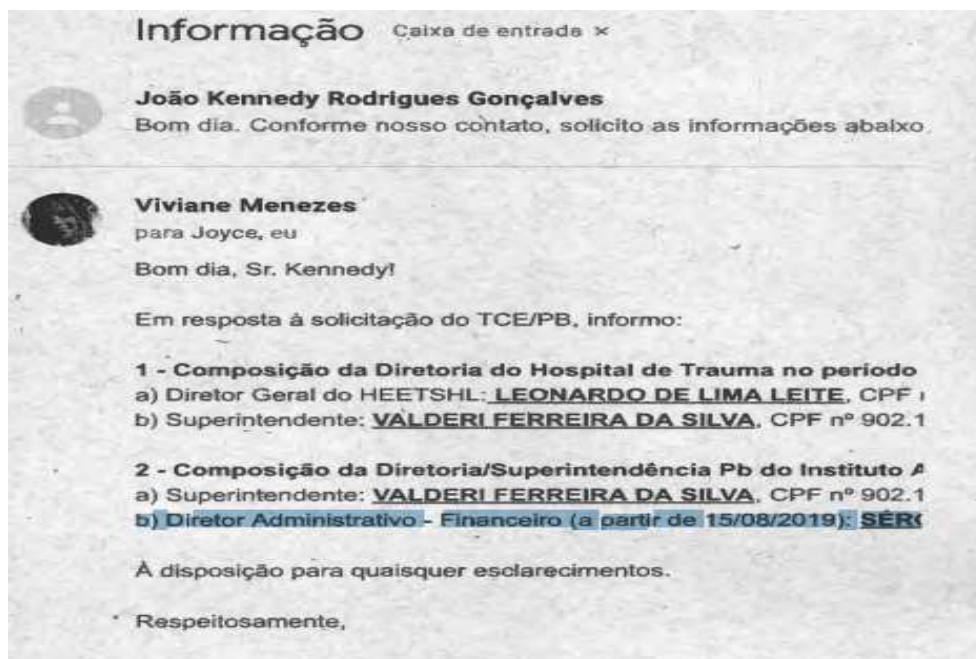 Informação Caixa de entrada ×
João Kennedy Rodrigues Gonçalves
Bom dia. Conforme nosso contato, solicito as informações abaixo
Viviane Menezes
para Joyce, eu
Bom dia, Sr. Kennedy!
Em resposta à solicitação do TCE/PB, informo:
1 - Composição da Diretoria do Hospital de Trauma no período
a) Diretor Geral do HEETSHL: LEONARDO DE LIMA LEITE, CPF
b) Superintendente: VALDERI FERREIRA DA SILVA, CPF nº 902.1
2 - Composição da Diretoria/Superintendência Pb do Instituto A
a) Superintendente: VALDERI FERREIRA DA SILVA, CPF nº 902.1
b) Diretor Administrativo - Financeiro (a partir de 15/08/2019): SÉR
À disposição para quaisquer esclarecimentos.
Respeitosamente,